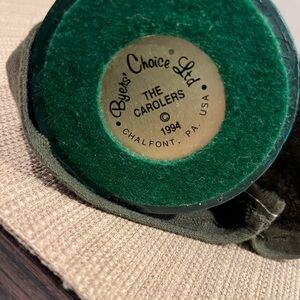 Byers' Choice Ltd
THE
CAROLERS
©
1994
• CHALFONT, PA. USA •